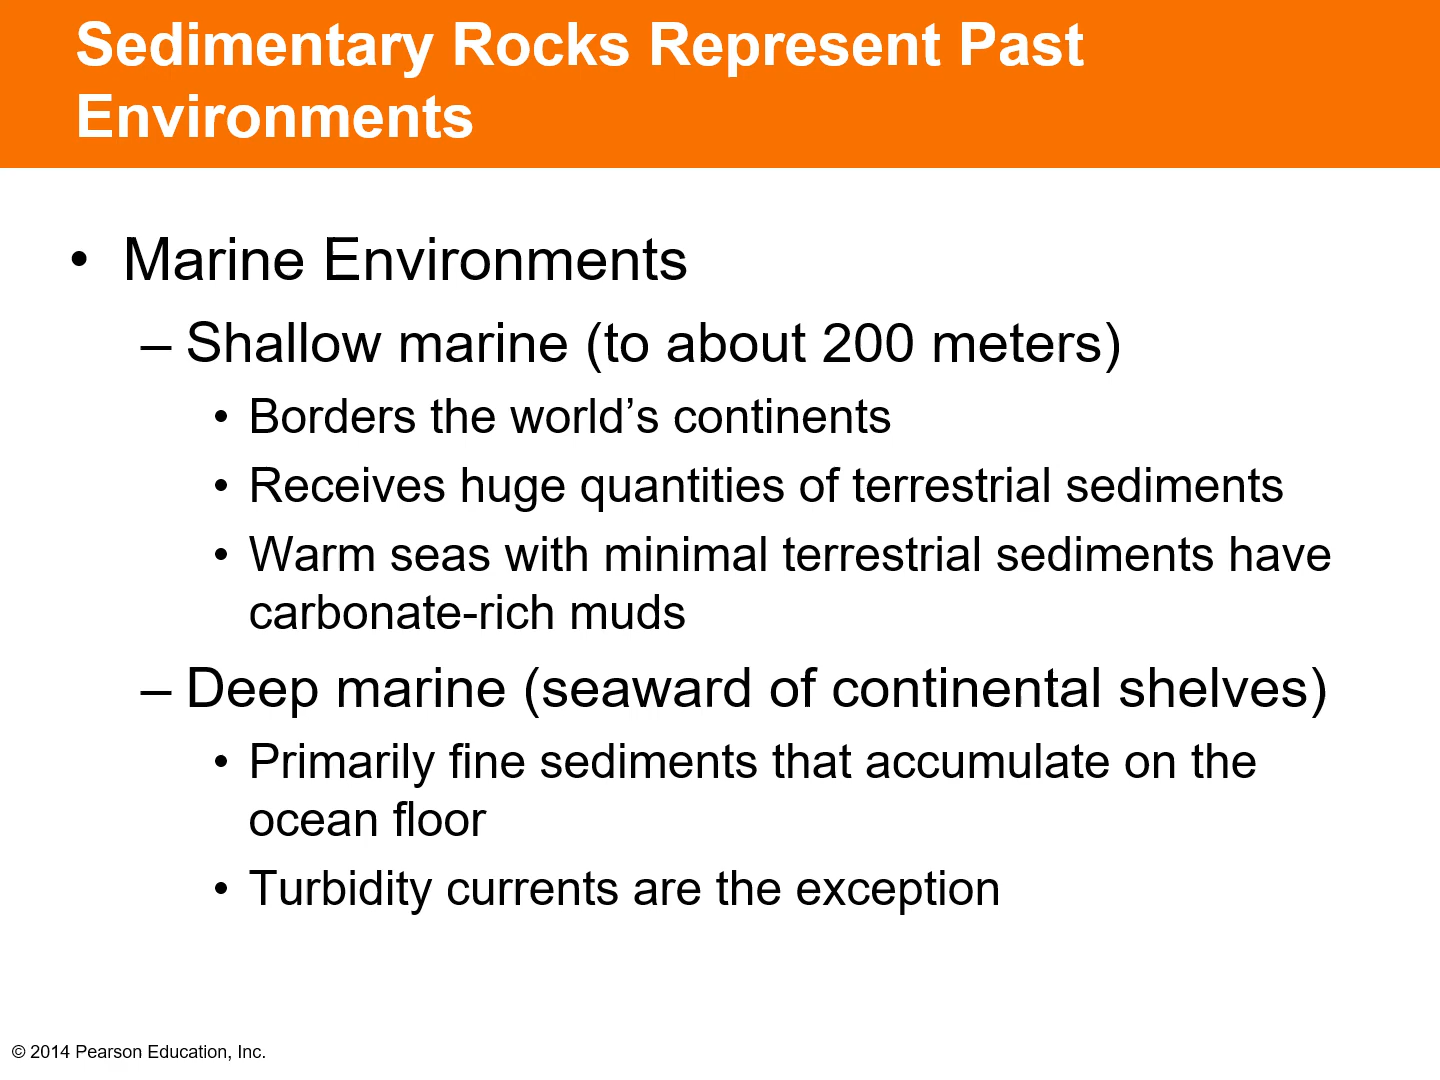 Sedimentary Rocks Represent Past
Environments
• Marine Environments
– Shallow marine (to about 200 meters)
• Borders the world’s continents
• Receives huge quantities of terrestrial sediments
• Warm seas with minimal terrestrial sediments have
carbonate-rich muds
– Deep marine (seaward of continental shelves)
• Primarily fine sediments that accumulate on the
ocean floor
• Turbidity currents are the exception
© 2014 Pearson Education, Inc.